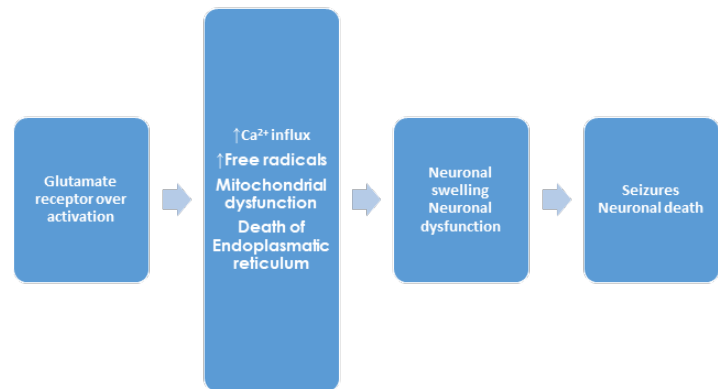 Glutamate
receptor over
activation
↑Ca²⁺ influx
↑Free radicals
Mitochondrial
dysfunction
Death of
Endoplasmatic
reticulum
Neuronal
swelling
Neuronal
dysfunction
Seizures
Neuronal death